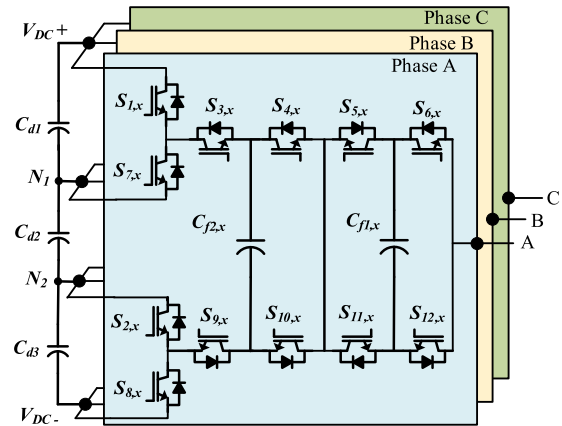 Phase C
V_DC+
Phase B
Phase A
S_1,x
S_3,x
S_4,x
S_5,x
S_6,x
C_d1
S_7,x
N_1
C
C_d2
C_f2,x
C_f1,x
B
A
N_2
S_2,x
S_9,x
S_10,x
S_11,x
S_12,x
C_d3
S_8,x
V_DC-